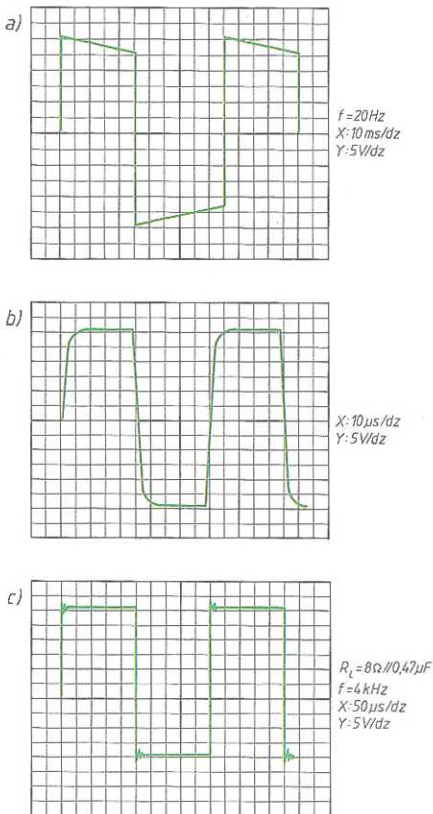 a)
f=20Hz
X:10ms/dz
Y:5V/dz
b)
X:10µs/dz
Y:5V/dz
c)
R_L=8Ω//0,47µF
f=4kHz
X:50µs/dz
Y:5V/dz